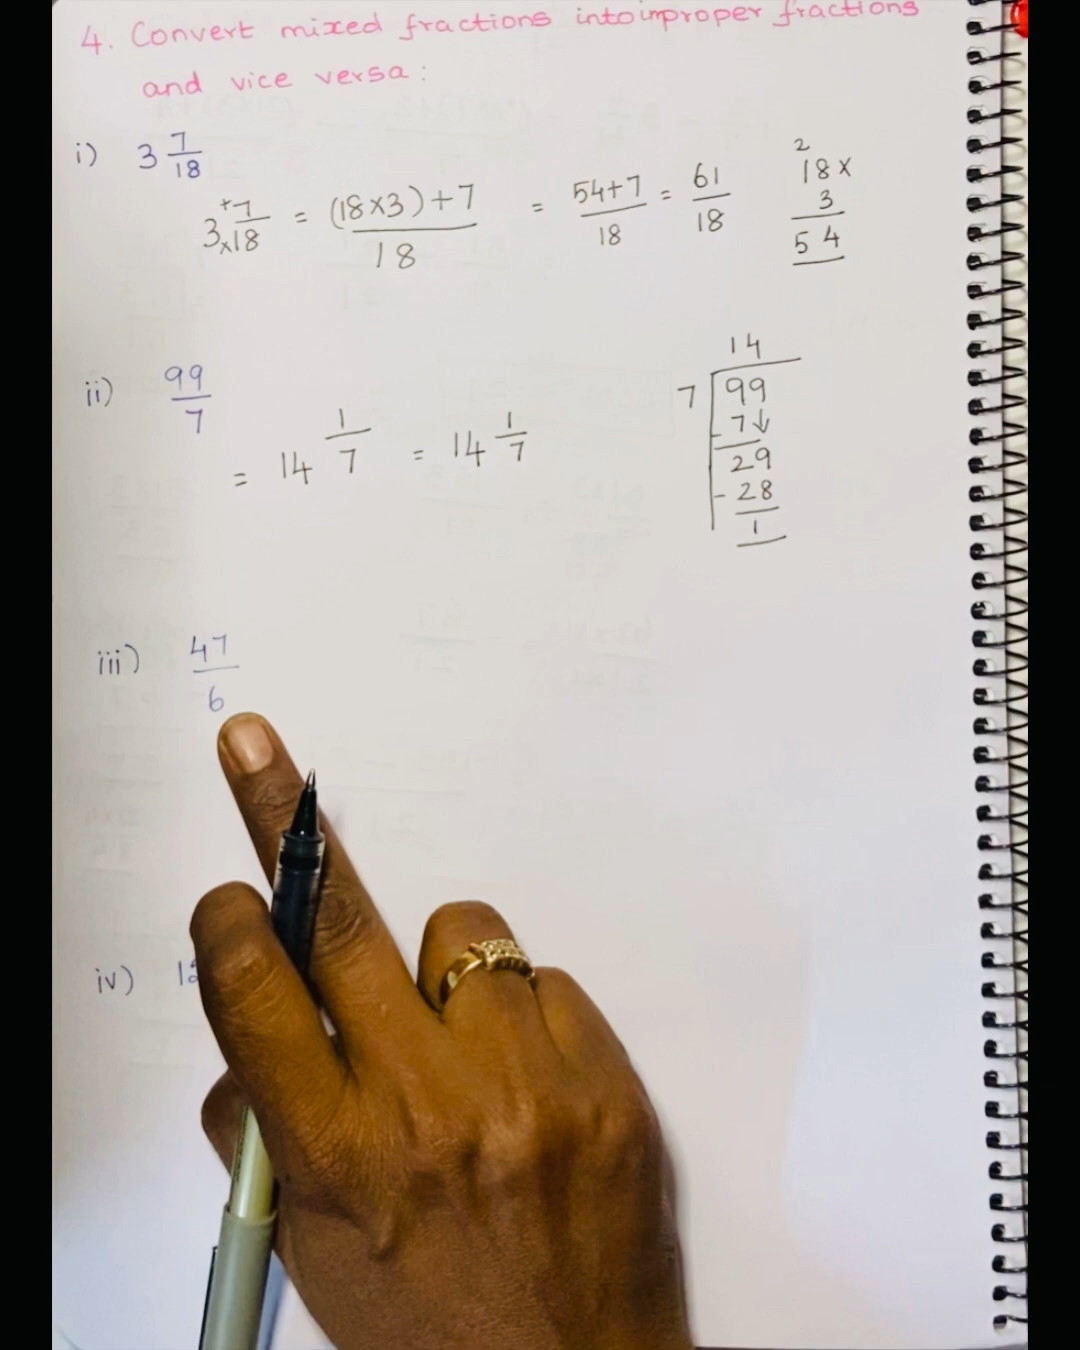 4. Convert mixed fractions into improper fractions
and vice versa :
i) 3 7/18
3 +7/×18 = (18×3)+7/18 = 54+7/18 = 61/18
2
18×
3
54
ii) 99/7
= 14 1/7 = 14 1/7
14
7 99
- 7↓
29
- 28
1
iii) 47/6
iv)